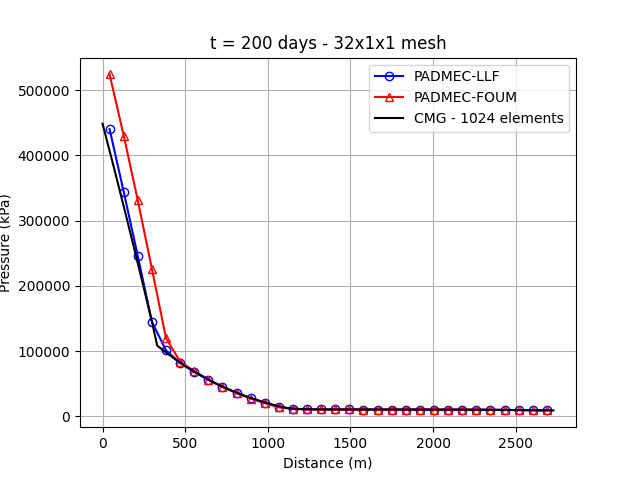 t = 200 days - 32x1x1 mesh
PADMEC-LLF
PADMEC-FOUM
CMG - 1024 elements
Pressure (kPa)
500000
400000
300000
200000
100000
0
0 500 1000 1500 2000 2500
Distance (m)